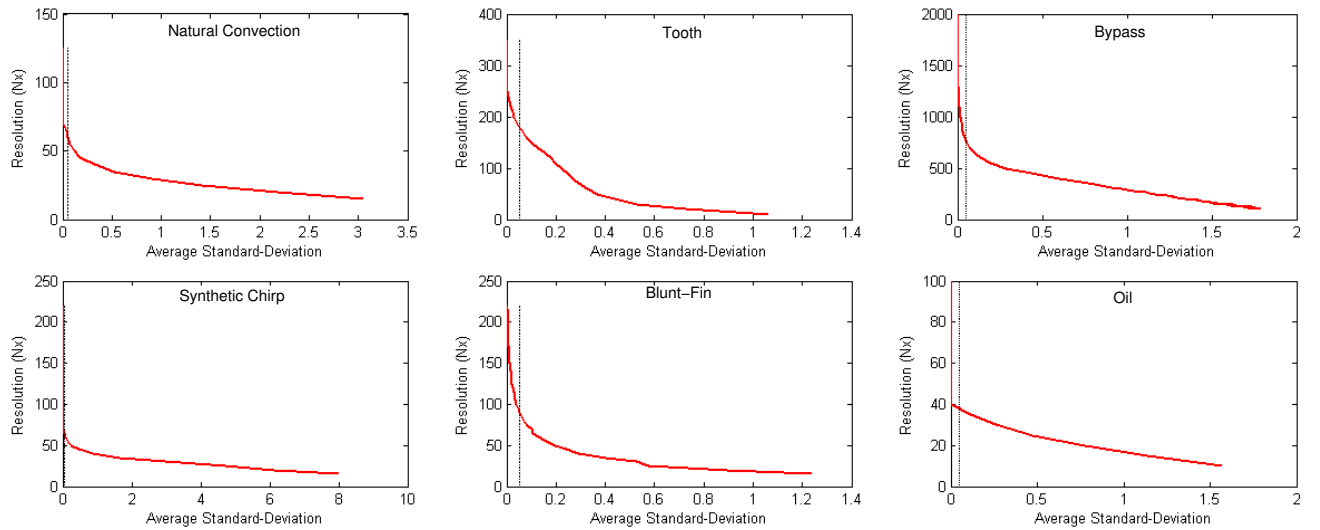 Natural Convection
Resolution (Nx)
150
100
50
0
0 0.5 1 1.5 2 2.5 3 3.5
Average Standard-Deviation
Tooth
Resolution (Nx)
400
300
200
100
0
0 0.2 0.4 0.6 0.8 1 1.2 1.4
Average Standard-Deviation
Bypass
Resolution (Nx)
2000
1500
1000
500
0
0 0.5 1 1.5 2
Average Standard-Deviation
Synthetic Chirp
Resolution (Nx)
250
200
150
100
50
0
0 2 4 6 8 10
Average Standard-Deviation
Blunt-Fin
Resolution (Nx)
250
200
150
100
50
0
0 0.2 0.4 0.6 0.8 1 1.2 1.4
Average Standard-Deviation
Oil
Resolution (Nx)
100
80
60
40
20
0
0 0.5 1 1.5 2
Average Standard-Deviation